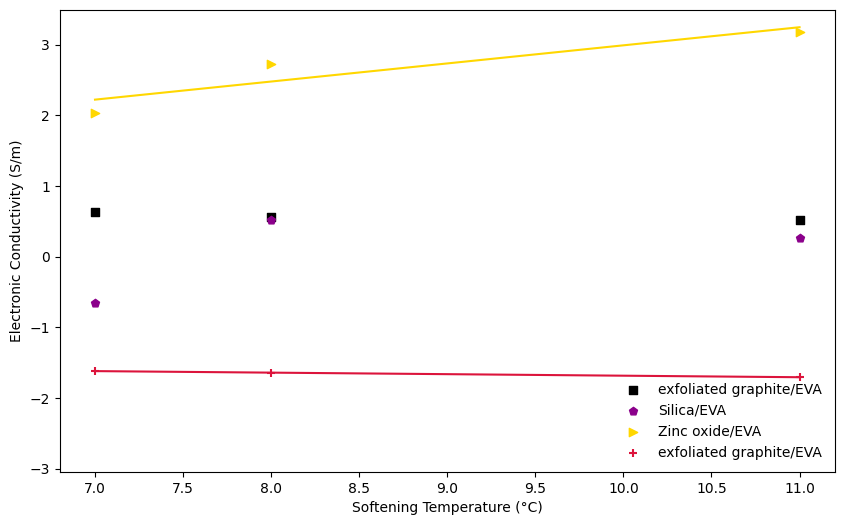 3
2
1
0
−1
−2
−3
Electronic Conductivity (S/m)
exfoliated graphite/EVA
Silica/EVA
Zinc oxide/EVA
exfoliated graphite/EVA
7.0 7.5 8.0 8.5 9.0 9.5 10.0 10.5 11.0
Softening Temperature (°C)